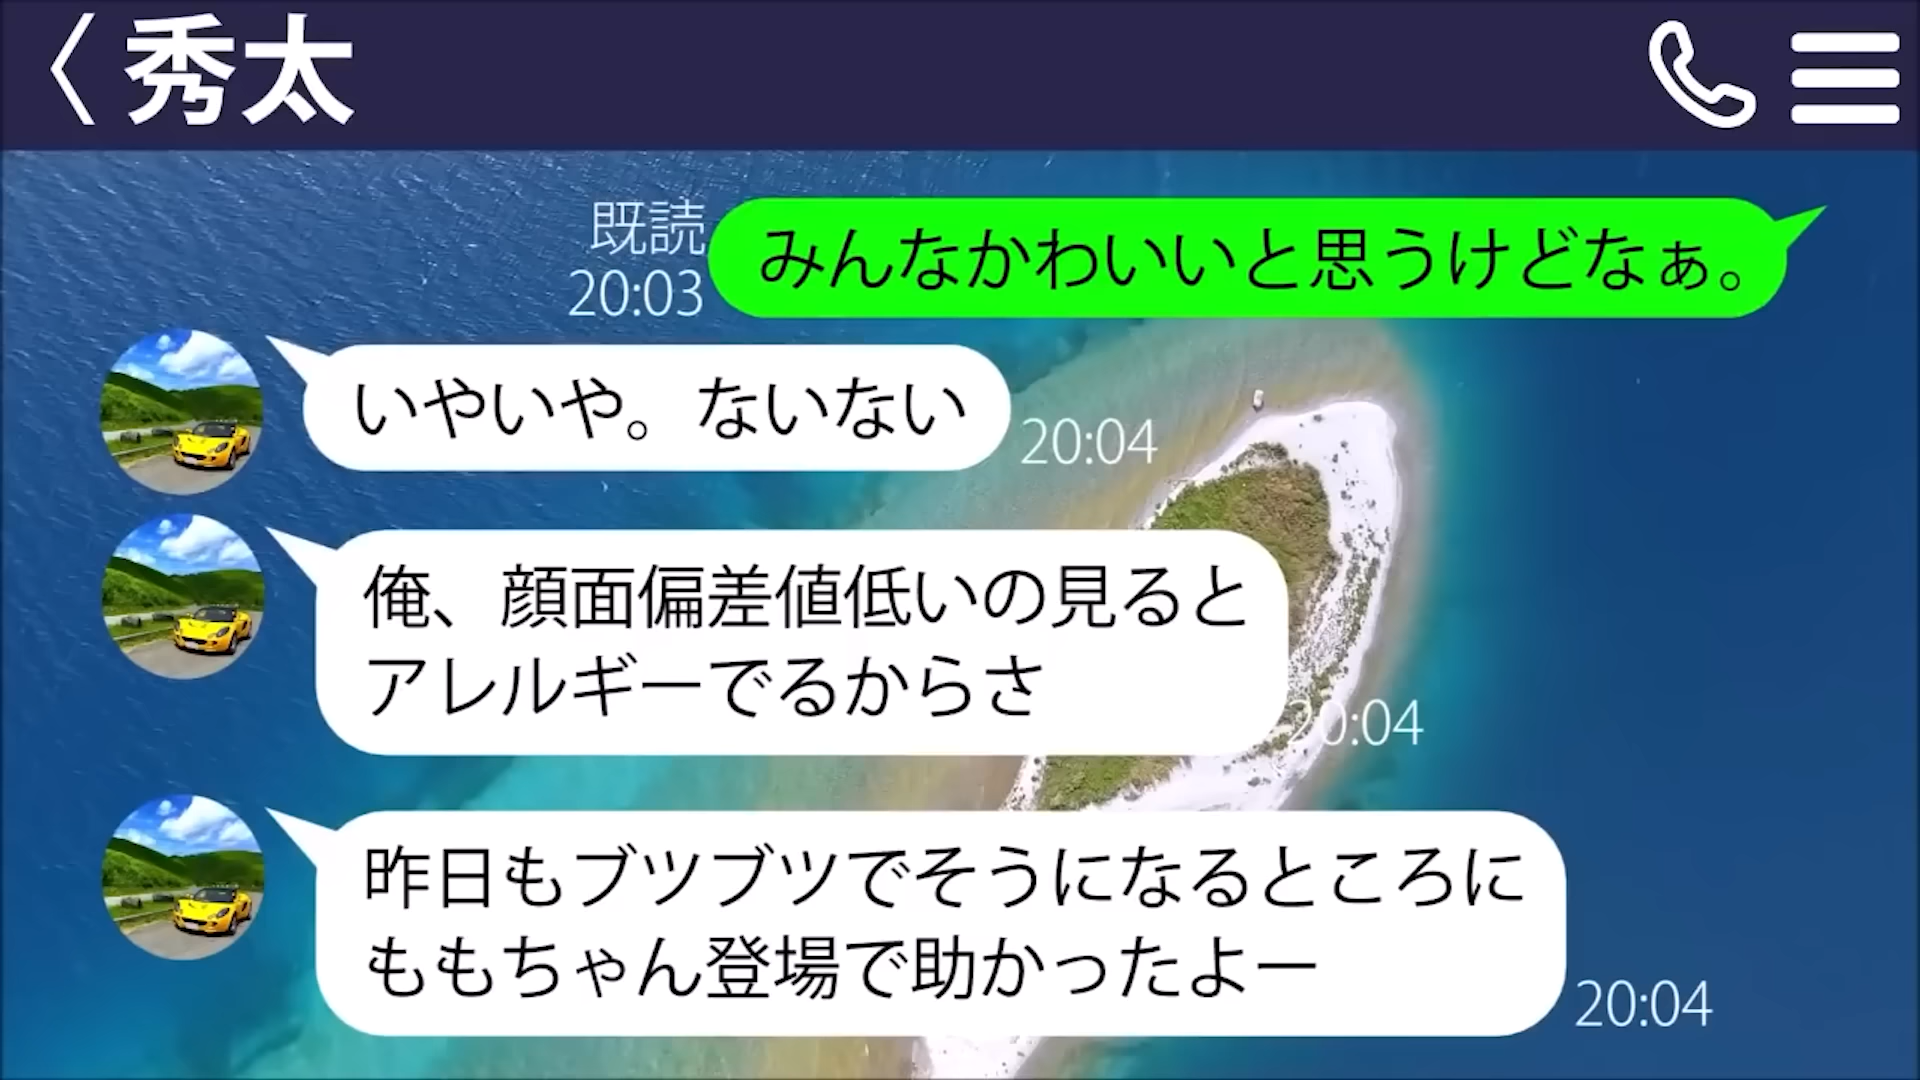 秀太
既読
20:03
みんなかわいいと思うけどなぁ。
いやいや。ないない
20:04
俺、顔面偏差値低いの見ると
アレルギーでるからさ
20:04
昨日もブツブツでそうになるところに
ももちゃん登場で助かったよー
20:04